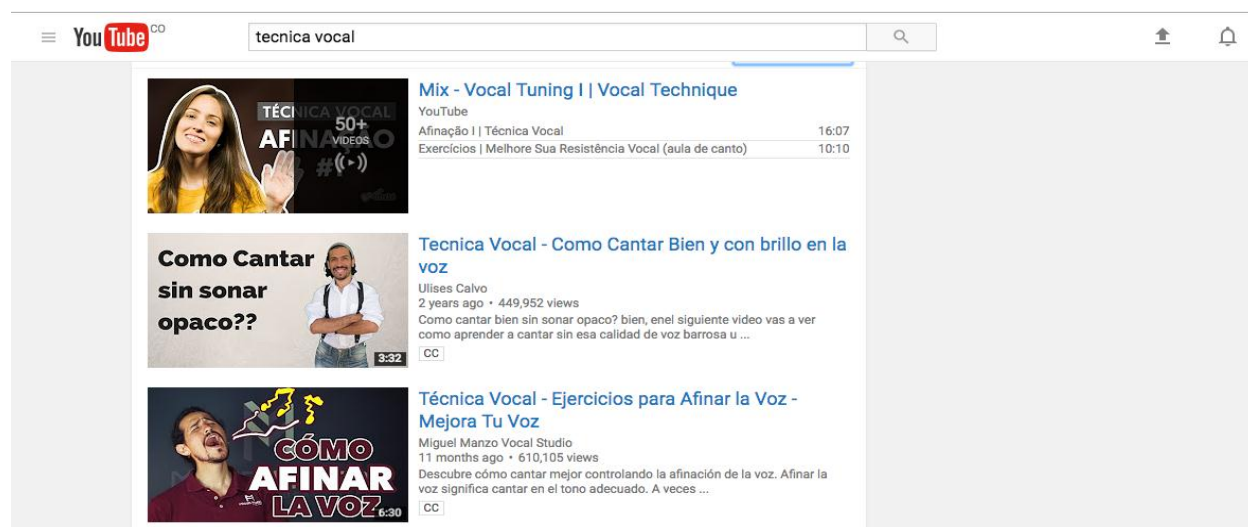 YouTube CO
tecnica vocal
TÉCNICA VOCAL
AFINAÇÃO
#1
50+
VIDEOS
Mix - Vocal Tuning I | Vocal Technique
YouTube
Afinação I | Técnica Vocal 16:07
Exercícios | Melhore Sua Resistência Vocal (aula de canto) 10:10
Como Cantar
sin sonar
opaco??
3:32
Tecnica Vocal - Como Cantar Bien y con brillo en la
voz
Ulises Calvo
2 years ago • 449,952 views
Como cantar bien sin sonar opaco? bien, enel siguiente video vas a ver
como aprender a cantar sin esa calidad de voz barrosa u ...
CC
CÓMO
AFINAR
LA VOZ
6:30
Técnica Vocal - Ejercicios para Afinar la Voz -
Mejora Tu Voz
Miguel Manzo Vocal Studio
11 months ago • 610,105 views
Descubre cómo cantar mejor controlando la afinación de la voz. Afinar la
voz significa cantar en el tono adecuado. A veces ...
CC